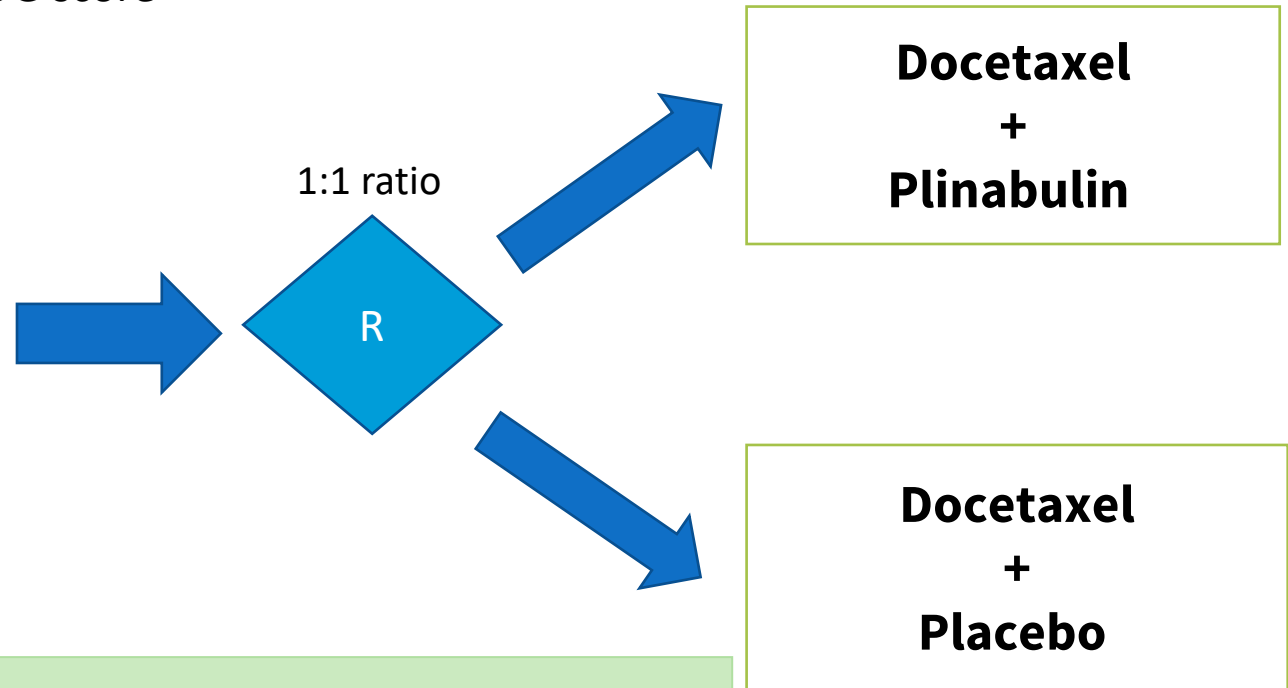 Docetaxel
+
Plinabulin
1:1 ratio
R
Docetaxel
+
Placebo